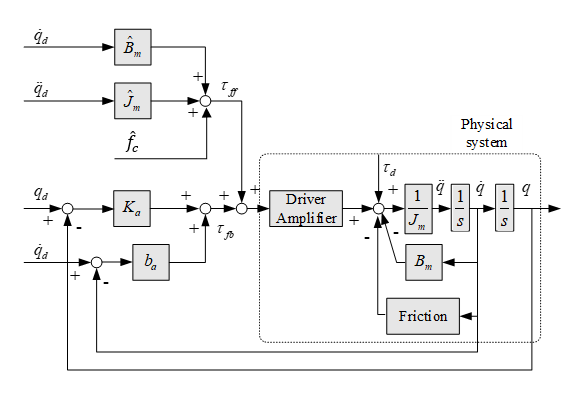 q̇_d
B̂_m
q̈_d
Ĵ_m
+
+
τ_ff
f̂_c
Physical
system
τ_d
q_d
+
-
K_a
+
+
+
τ_fb
+
Driver
Amplifier
+
+
-
-
1
J_m
q̈
1
s
q̇
1
s
q
q̇_d
+
-
b_a
+
B_m
Friction